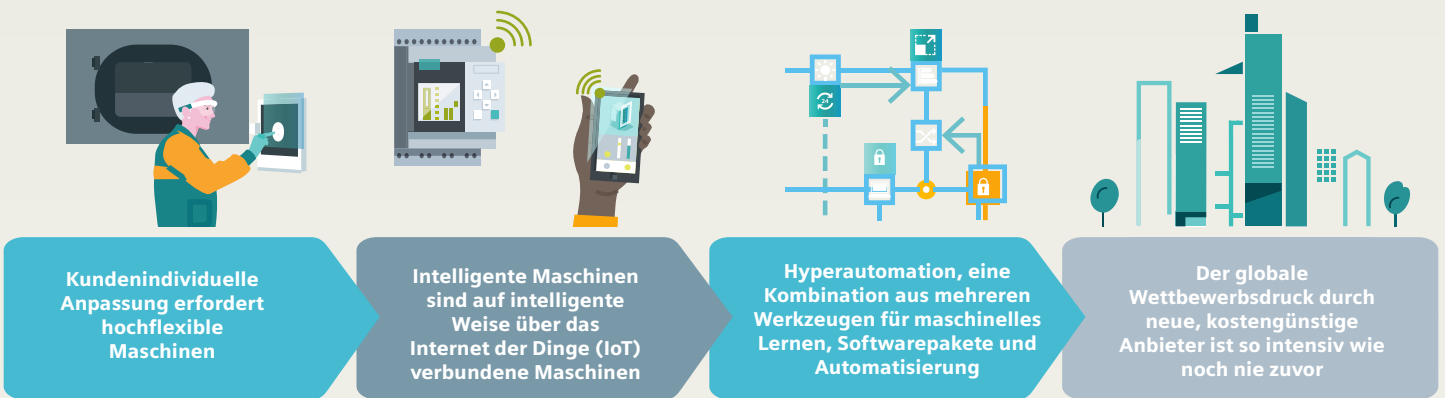 24
Kundenindividuelle
Anpassung erfordert
hochflexible
Maschinen
Intelligente Maschinen
sind auf intelligente
Weise über das
Internet der Dinge (IoT)
verbundene Maschinen
Hyperautomation, eine
Kombination aus mehreren
Werkzeugen für maschinelles
Lernen, Softwarepakete und
Automatisierung
Der globale
Wettbewerbsdruck durch
neue, kostengünstige
Anbieter ist so intensiv wie
noch nie zuvor